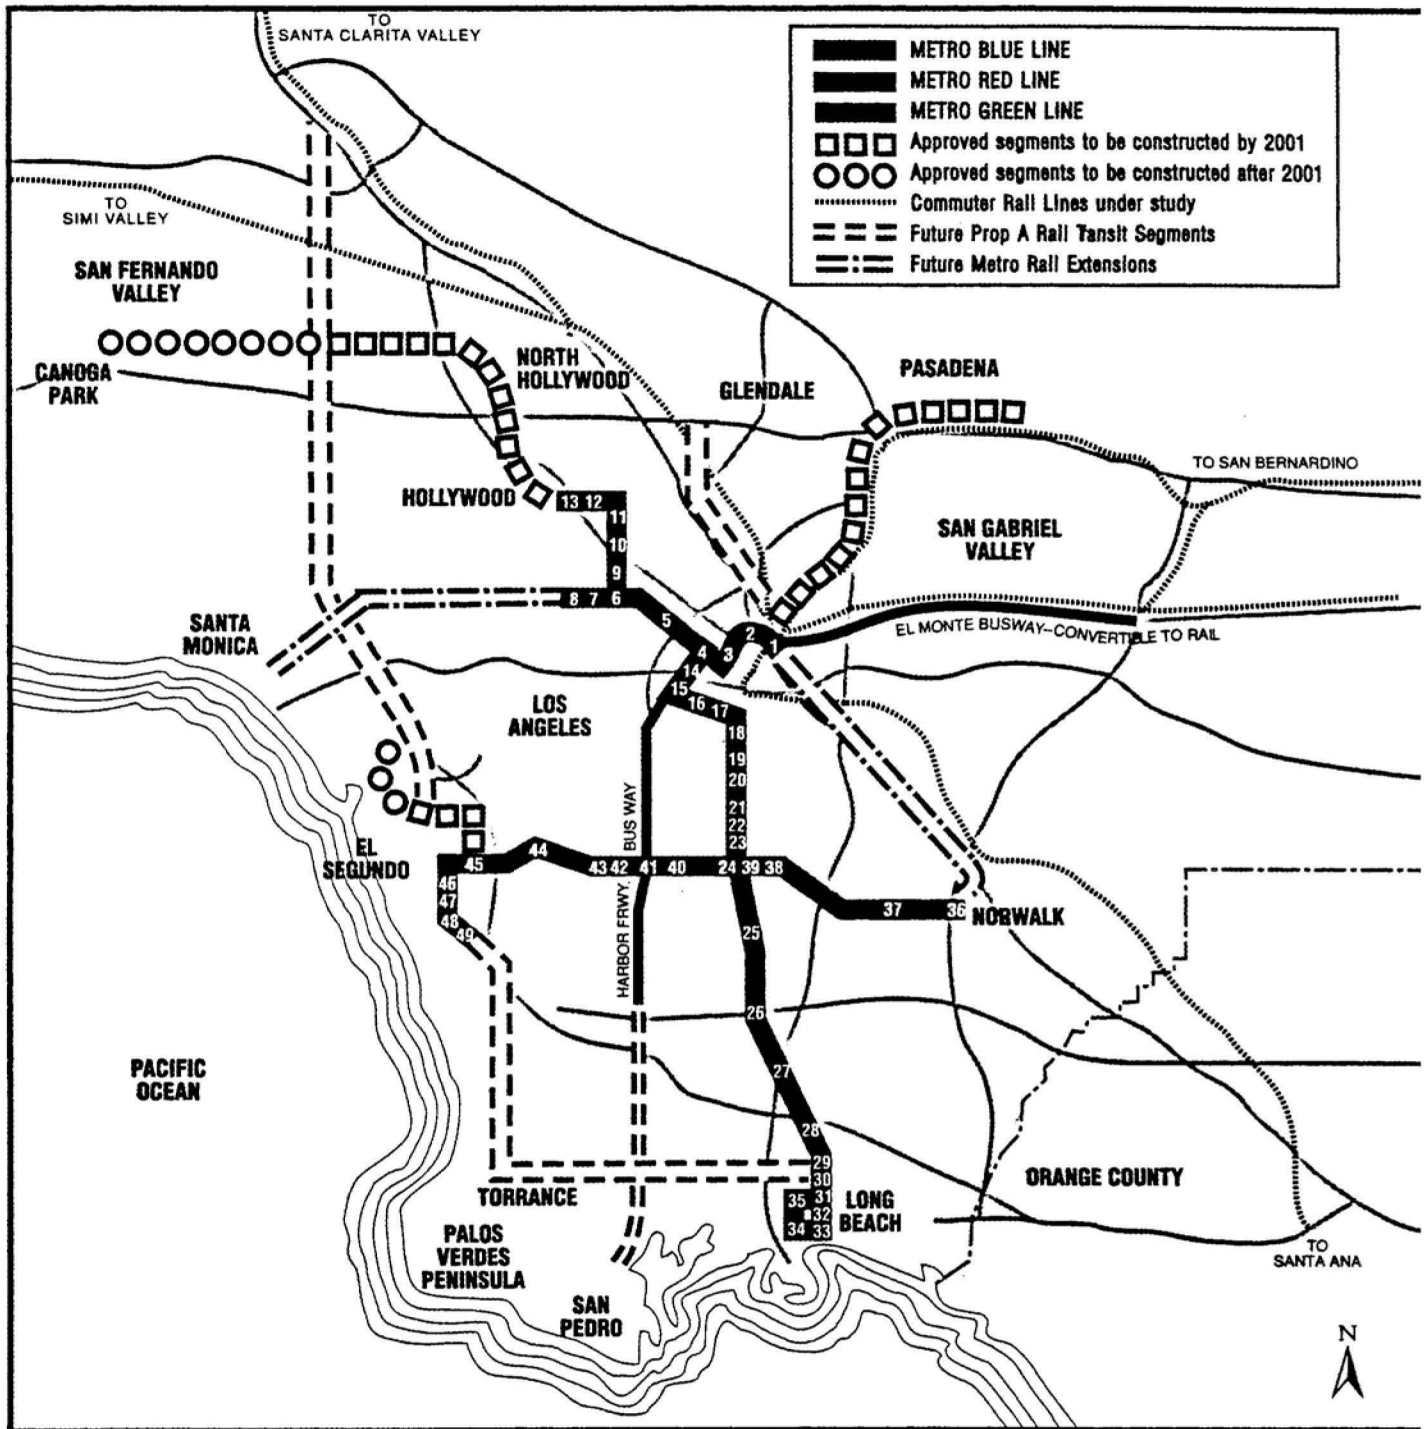 TO
SANTA CLARITA VALLEY
METRO BLUE LINE
METRO RED LINE
METRO GREEN LINE
Approved segments to be constructed by 2001
Approved segments to be constructed after 2001
Commuter Rail Lines under study
Future Prop A Rail Tansit Segments
Future Metro Rail Extensions
TO
SIMI VALLEY
SAN FERNANDO
VALLEY
CANOGA
PARK
NORTH
HOLLYWOOD
GLENDALE
PASADENA
TO SAN BERNARDINO
HOLLYWOOD
13 12
11
10
9
8 7 6
5
4
3
2
1
SAN GABRIEL
VALLEY
SANTA
MONICA
EL MONTE BUSWAY–CONVERTIBLE TO RAIL
14
15
16
17
18
19
20
21
22
23
LOS
ANGELES
HARBOR FRWY. BUS WAY
EL
SEGUNDO
45
44
43 42
41
40
24 39 38
46
47
48
49
37
36
NORWALK
25
26
27
28
29
30
31
32
33
34
35
PACIFIC
OCEAN
TORRANCE
LONG
BEACH
ORANGE COUNTY
PALOS
VERDES
PENINSULA
SAN
PEDRO
TO
SANTA ANA
N